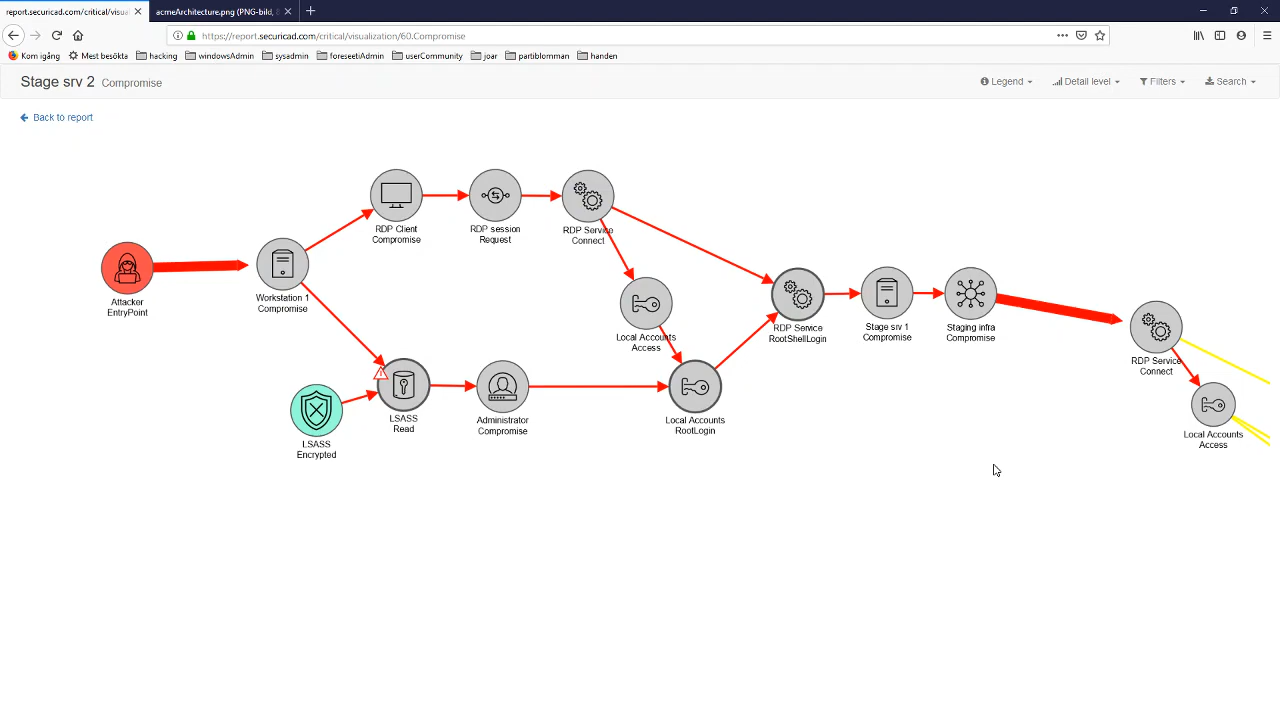 report.securicad.com/critical/visua
acmeArchitecture.png (PNG-bild,
https://report.securicad.com/critical/visualization/60.Compromise
Kom igång
Mest besökta
hacking
windowsAdmin
sysadmin
foreseetiAdmin
userCommunity
joar
partiblomman
handen
Stage srv 2 Compromise
Legend
Detail level
Filters
Search
Back to report
RDP Client
Compromise
RDP session
Request
RDP Service
Connect
Attacker
EntryPoint
Workstation 1
Compromise
Local Accounts
Access
RDP Service
RootShellLogin
Stage srv 1
Compromise
Staging infra
Compromise
RDP Service
Connect
LSASS
Encrypted
LSASS
Read
Administrator
Compromise
Local Accounts
RootLogin
Local Accounts
Access